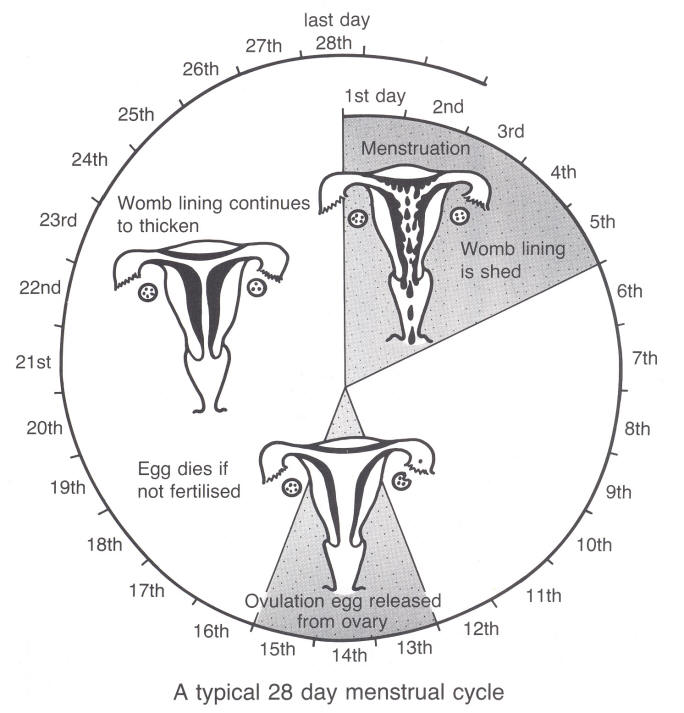 last day
28th
27th
26th
25th
24th
23rd
22nd
21st
20th
19th
18th
17th
16th
15th
14th
13th
12th
11th
10th
9th
8th
7th
6th
5th
4th
3rd
2nd
1st day
Menstruation
Womb lining
is shed
Womb lining continues
to thicken
Egg dies if
not fertilised
Ovulation egg released
from ovary
A typical 28 day menstrual cycle